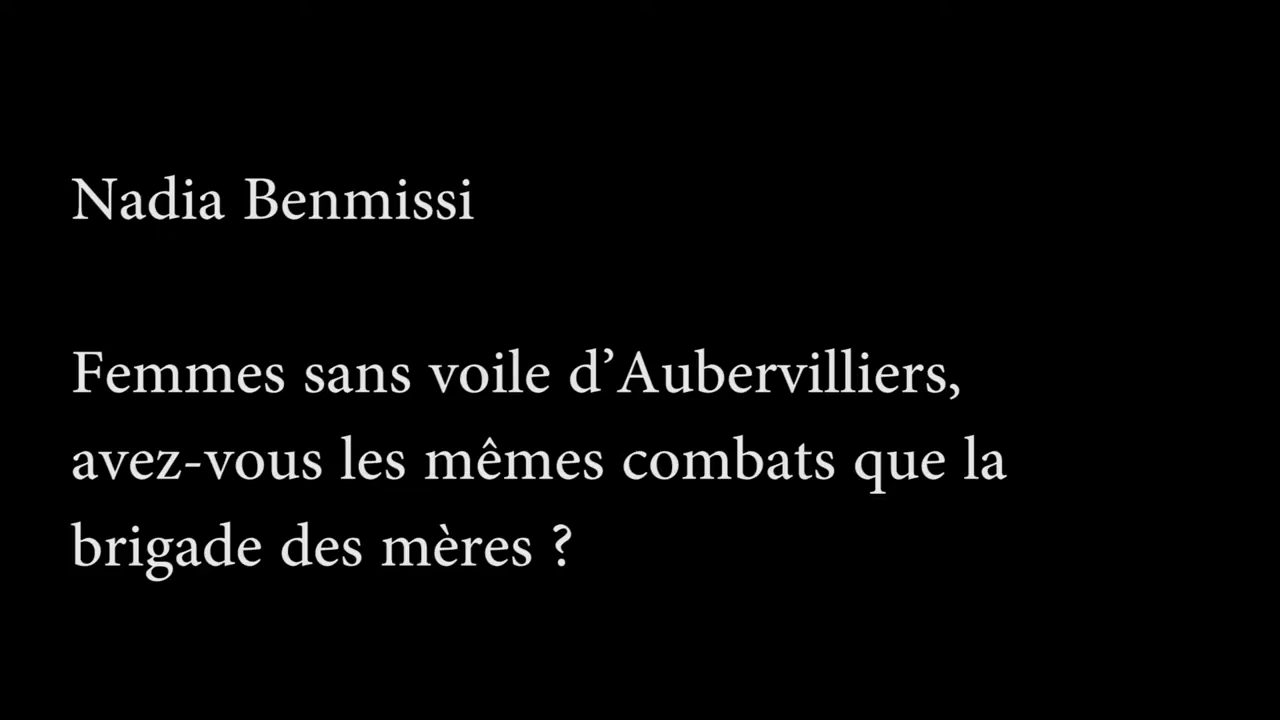 Nadia Benmissi
Femmes sans voile d’Aubervilliers,
avez-vous les mêmes combats que la
brigade des mères ?